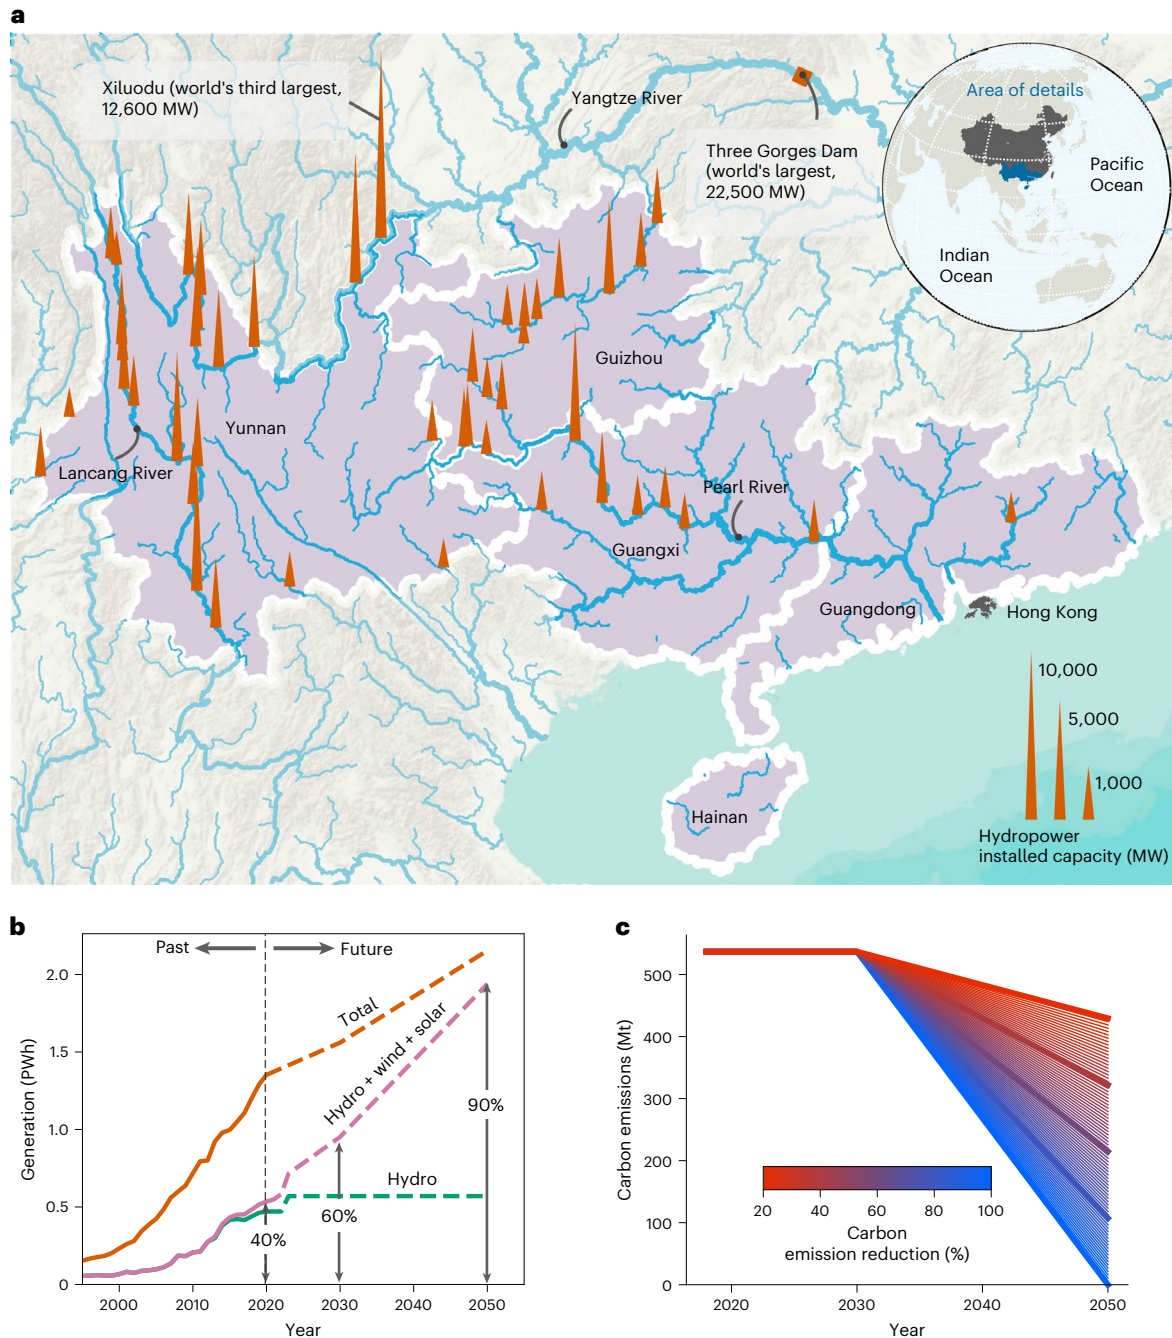 a
Xiluodu (world's third largest,
12,600 MW)
Yangtze River
Three Gorges Dam
(world's largest,
22,500 MW)
Area of details
Pacific
Ocean
Indian
Ocean
Guizhou
Yunnan
Lancang River
Pearl River
Guangxi
Guangdong
Hong Kong
Hainan
10,000
5,000
1,000
Hydropower
installed capacity (MW)
b
Past
Future
Total
Hydro + wind + solar
Hydro
40%
60%
90%
Generation (PWh)
2.0
1.5
1.0
0.5
0
2000
2010
2020
2030
2040
2050
Year
c
Carbon emissions (Mt)
500
400
300
200
100
0
20
40
60
80
100
Carbon
emission reduction (%)
2020
2030
2040
2050
Year